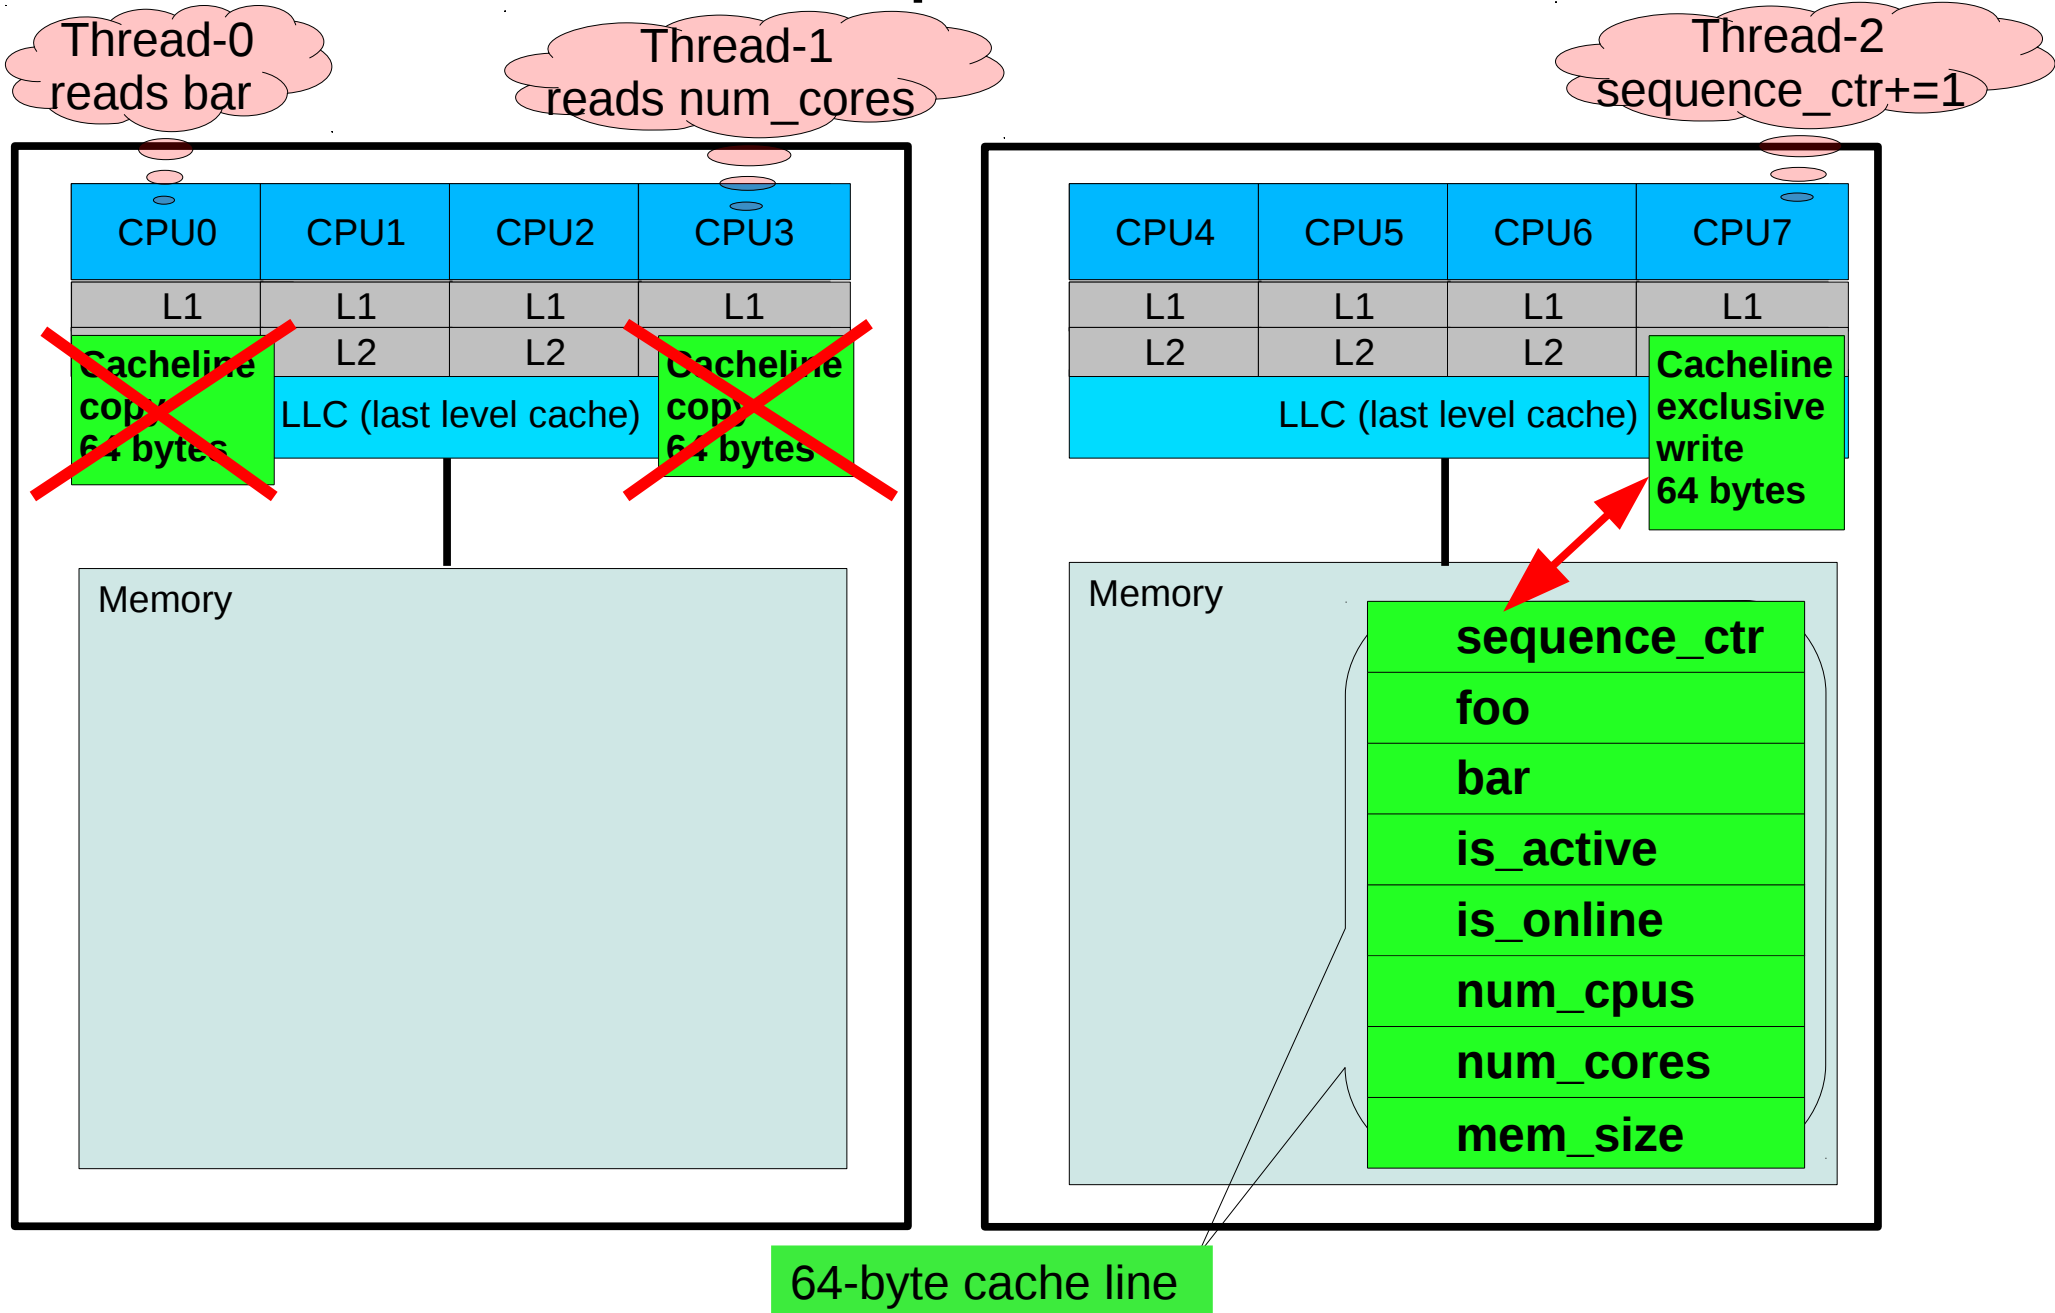 Thread-0
reads bar
Thread-1
reads num_cores
Thread-2
sequence_ctr+=1
CPU0 CPU1 CPU2 CPU3
L1 L1 L1 L1
L2 L2
Cacheline
copy
64 bytes
LLC (last level cache)
Cacheline
copy
64 bytes
Memory
CPU4 CPU5 CPU6 CPU7
L1 L1 L1 L1
L2 L2 L2
LLC (last level cache)
Cacheline
exclusive
write
64 bytes
Memory
sequence_ctr
foo
bar
is_active
is_online
num_cpus
num_cores
mem_size
64-byte cache line